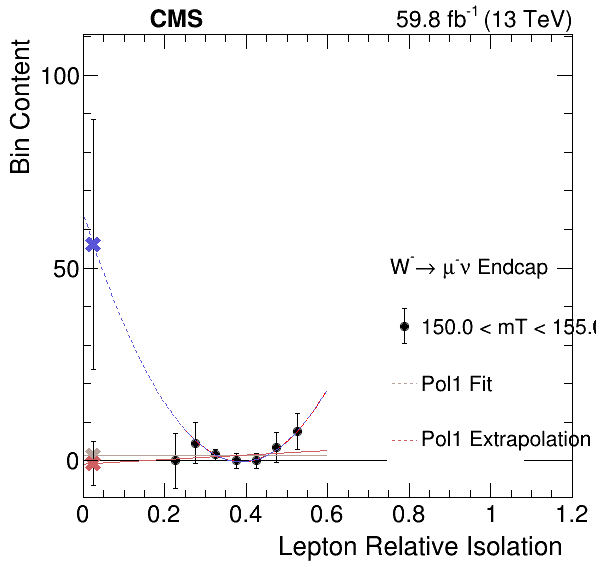 CMS
59.8 fb⁻¹ (13 TeV)
Bin Content
100
50
0
W⁻→ μ⁻ν Endcap
150.0 < mT < 155.0
Pol1 Fit
Pol1 Extrapolation
0 0.2 0.4 0.6 0.8 1 1.2
Lepton Relative Isolation